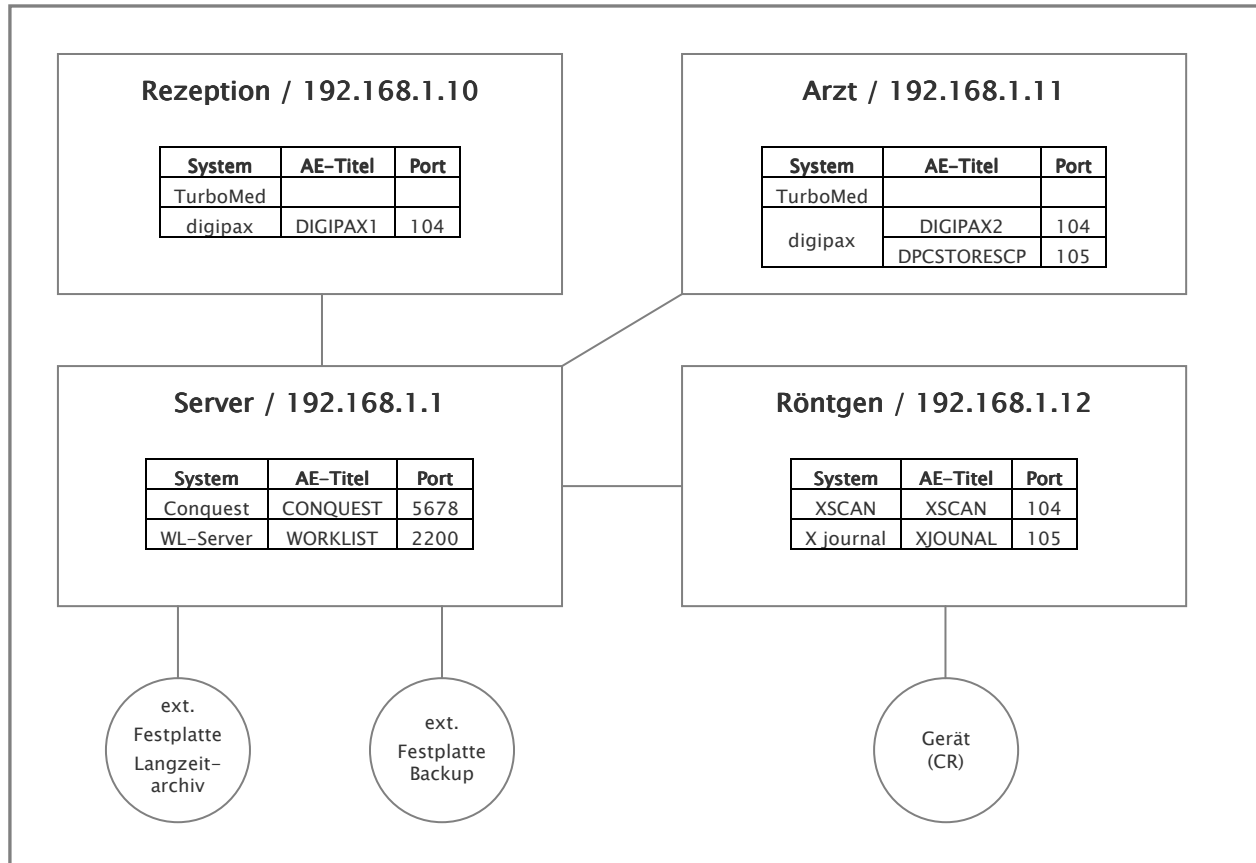 Rezeption / 192.168.1.10
System AE-Titel Port
TurboMed
digipax DIGIPAX1 104
Arzt / 192.168.1.11
System AE-Titel Port
TurboMed
digipax DIGIPAX2 104
DPCSTORESCP 105
Server / 192.168.1.1
System AE-Titel Port
Conquest CONQUEST 5678
WL-Server WORKLIST 2200
Röntgen / 192.168.1.12
System AE-Titel Port
XSCAN XSCAN 104
X journal XJOUNAL 105
ext.
Festplatte
Langzeit-
archiv
ext.
Festplatte
Backup
Gerät
(CR)